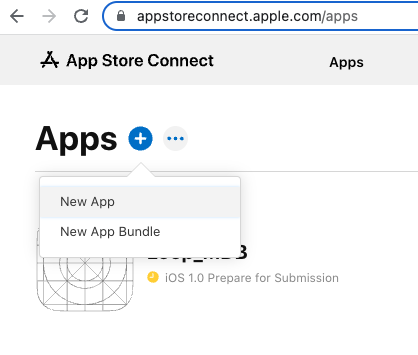 appstoreconnect.apple.com/apps
App Store Connect
Apps
Apps
New App
New App Bundle
Loop_MDB
iOS 1.0 Prepare for Submission